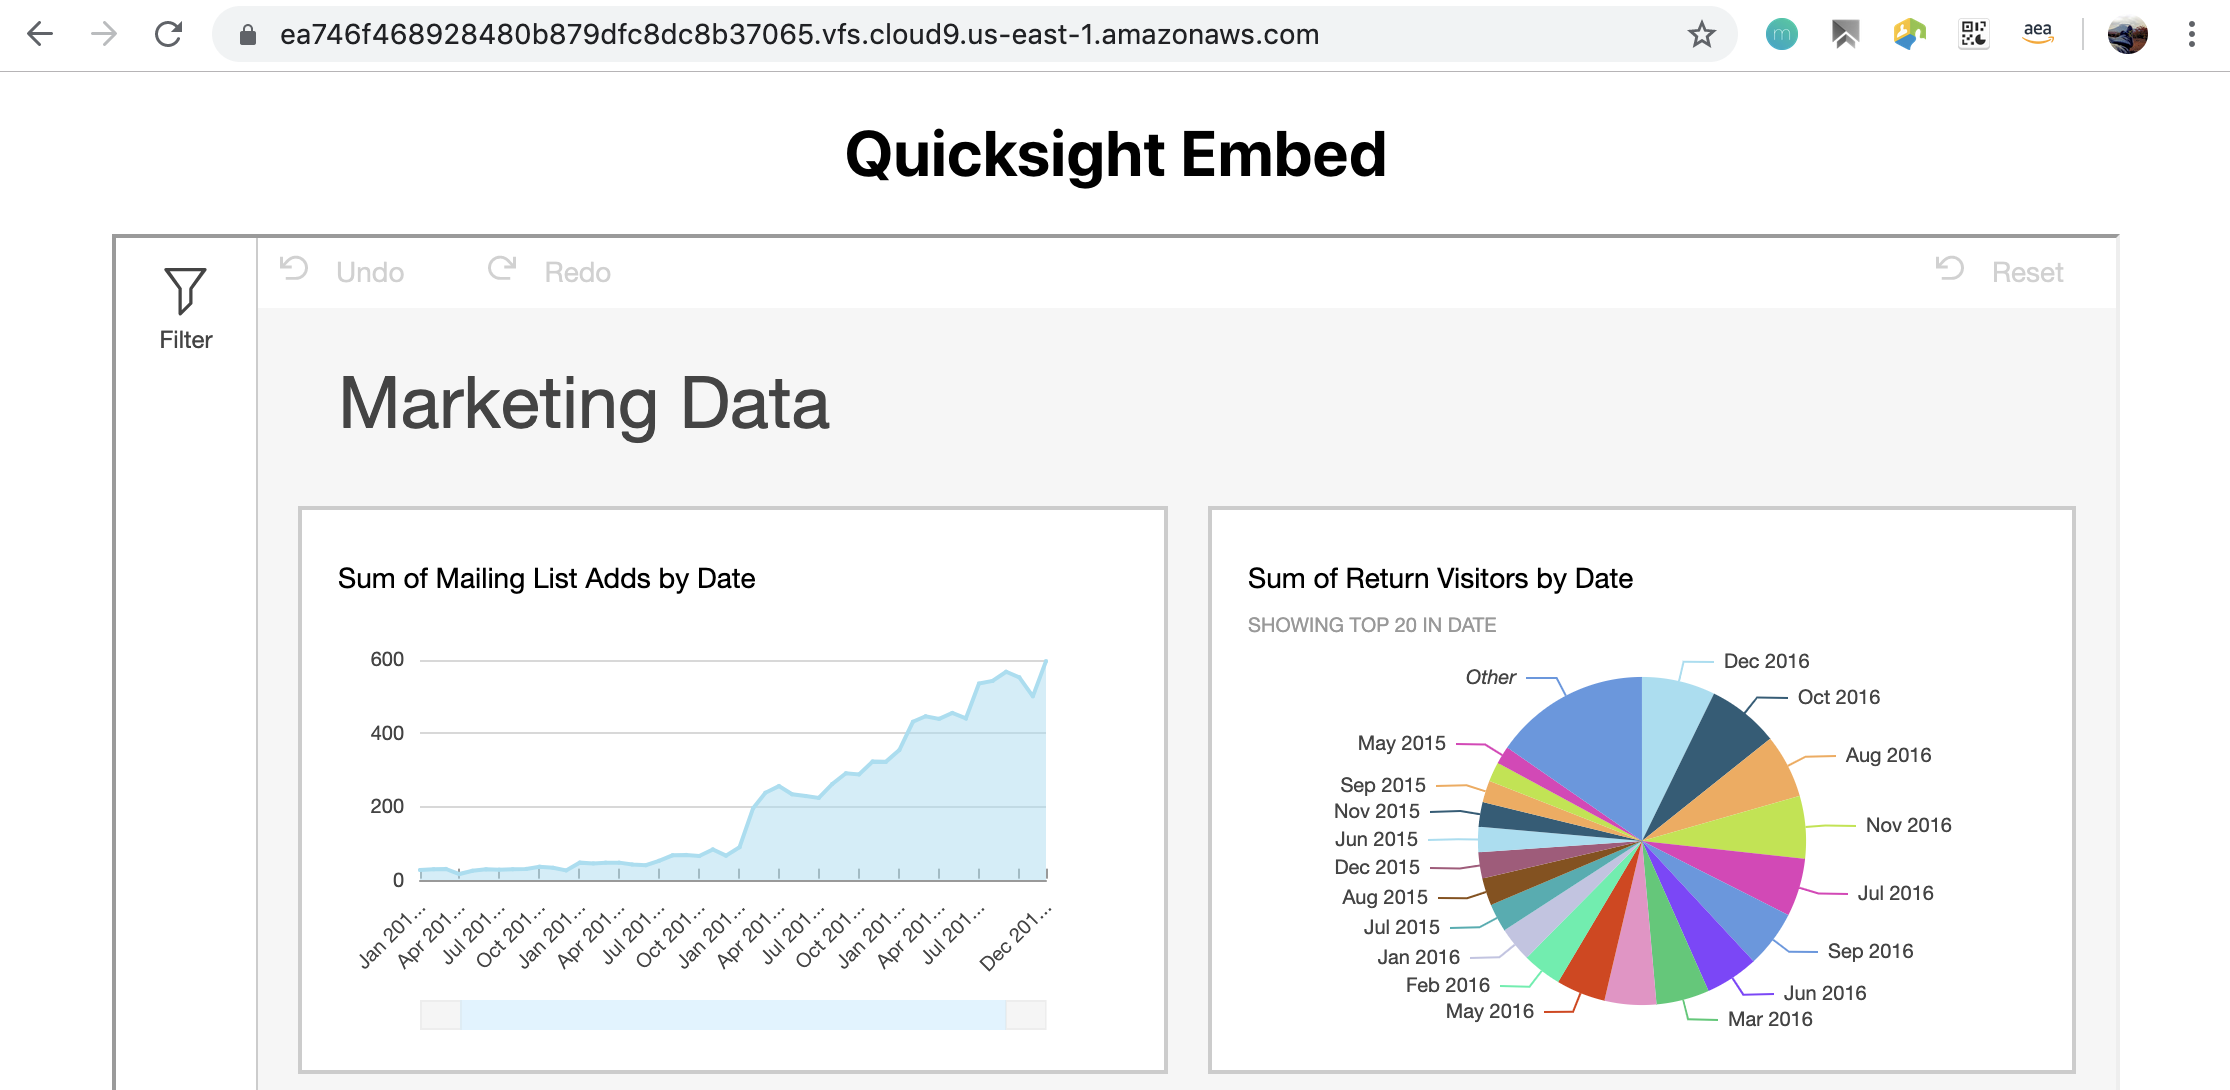 ea746f468928480b879dfc8dc8b37065.vfs.cloud9.us-east-1.amazonaws.com
m
aea
Quicksight Embed
Filter
Undo
Redo
Reset
Marketing Data
Sum of Mailing List Adds by Date
600
400
200
0
Jan 201...
Apr 201...
Jul 201...
Oct 201...
Jan 201...
Apr 201...
Jul 201...
Oct 201...
Jan 201...
Apr 201...
Jul 201...
Oct 201...
Jan 201...
Apr 201...
Jul 201...
Dec 201...
Sum of Return Visitors by Date
SHOWING TOP 20 IN DATE
Dec 2016
Oct 2016
Aug 2016
Nov 2016
Jul 2016
Sep 2016
Jun 2016
Mar 2016
May 2016
Feb 2016
Jan 2016
Jul 2015
Aug 2015
Dec 2015
Jun 2015
Nov 2015
Sep 2015
May 2015
Other